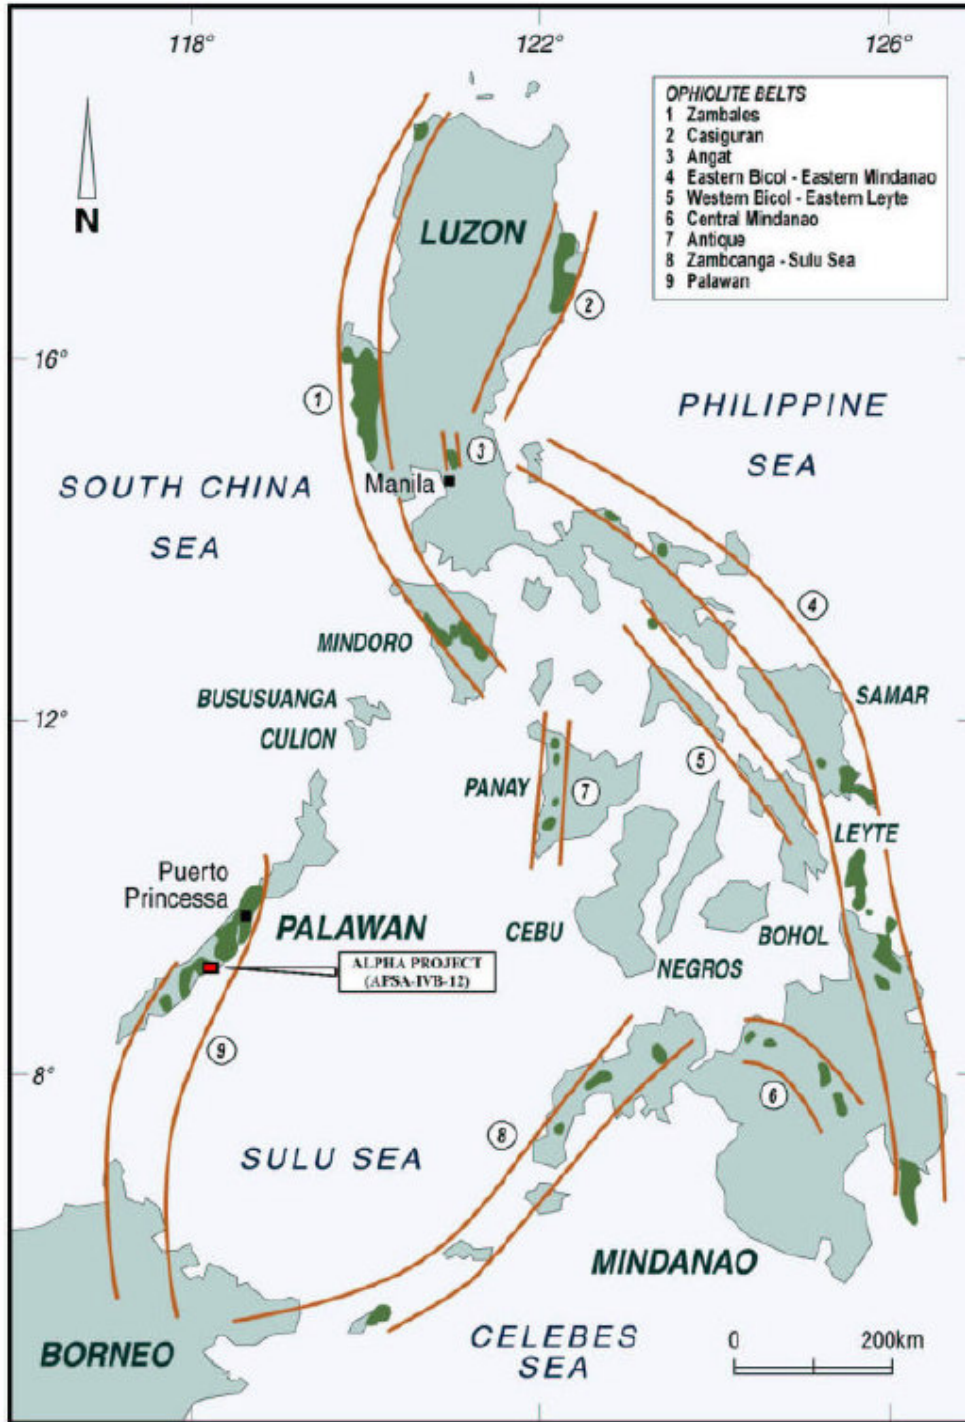 118°
122°
126°
OPHIOLITE BELTS
1 Zambales
2 Casiguran
3 Angat
4 Eastern Bicol - Eastern Mindanao
5 Western Bicol - Eastern Leyte
6 Central Mindanao
7 Antique
8 Zambcanga - Sulu Sea
9 Palawan
N
LUZON
2
16°
1
PHILIPPINE
SEA
3
Manila
SOUTH CHINA
SEA
4
MINDORO
BUSUSUANGA
SAMAR
12°
CULION
5
PANAY
7
LEYTE
Puerto
Princessa
PALAWAN
CEBU
BOHOL
NEGROS
ALPHA PROJECT
(APSA-IVB-12)
9
8°
6
8
SULU SEA
MINDANAO
BORNEO
CELEBES
SEA
0 200km